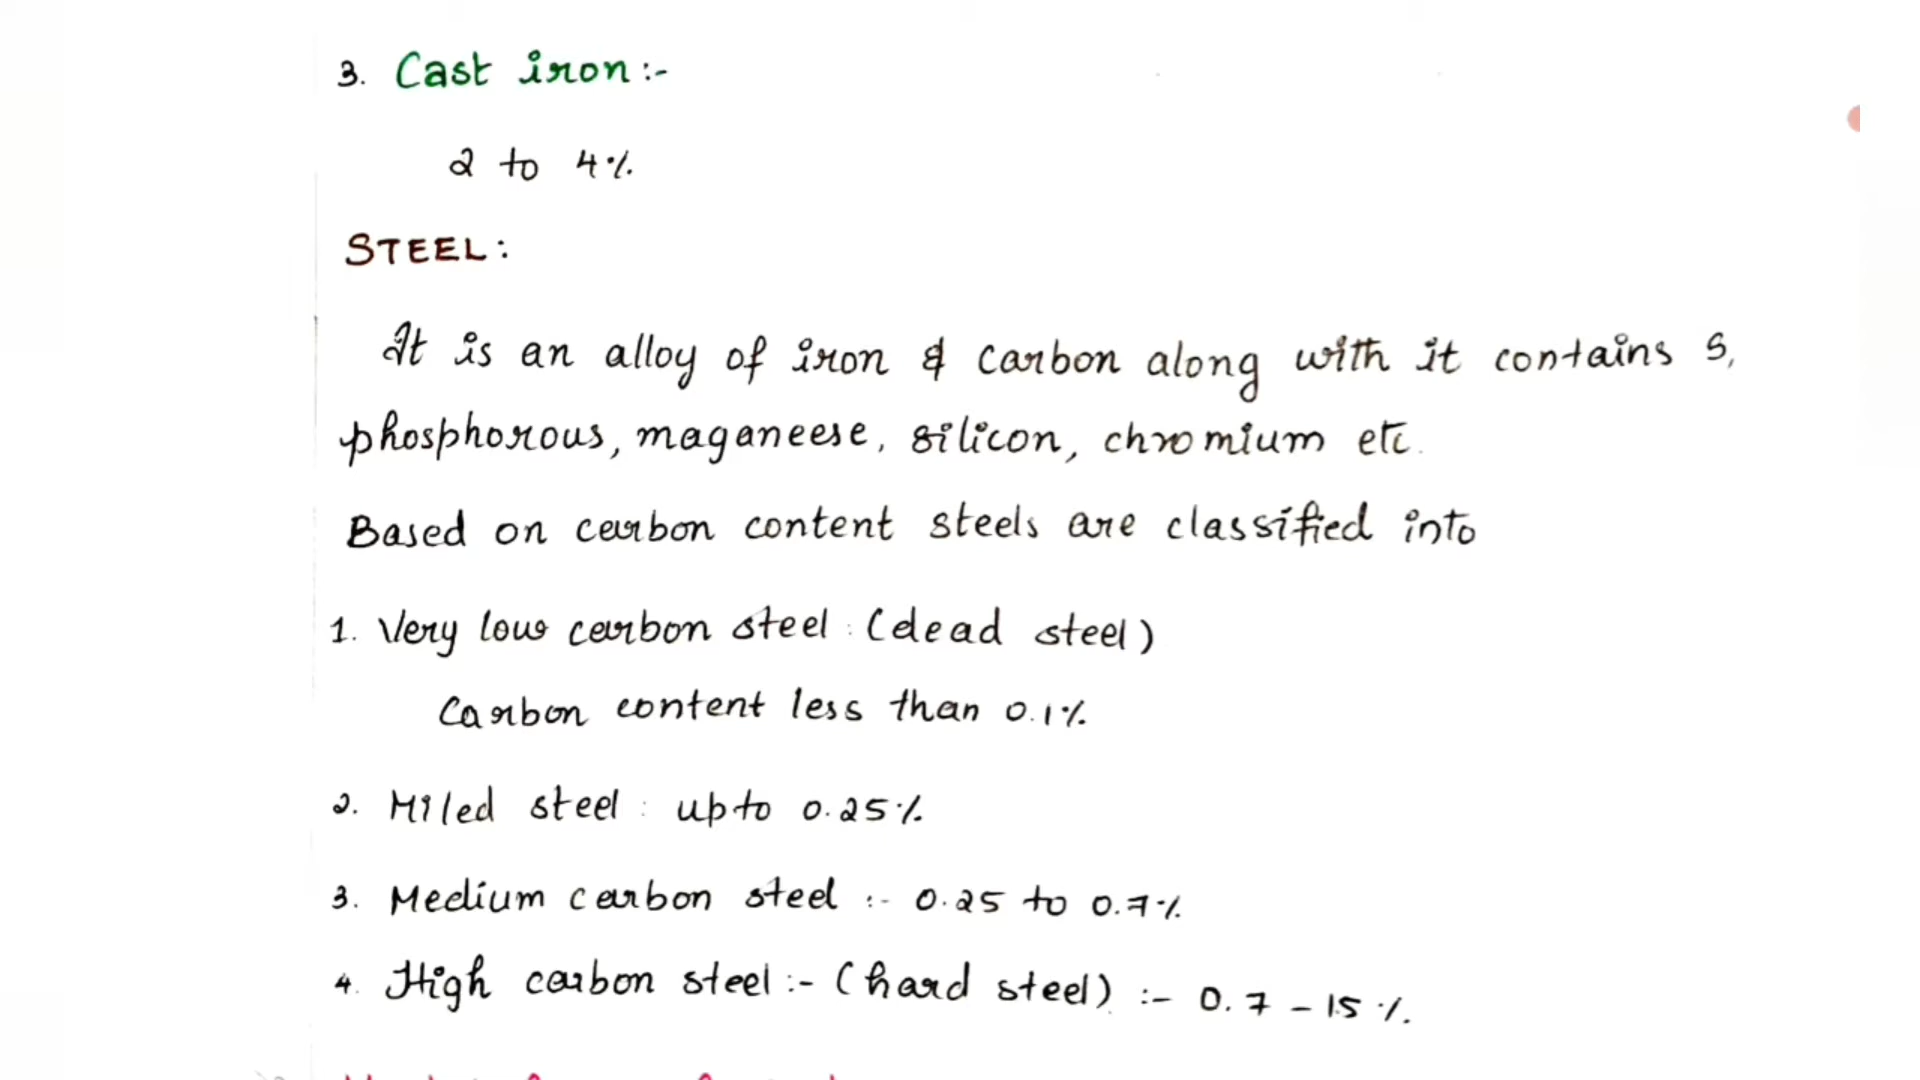 3. Cast iron :-
2 to 4%
STEEL :
It is an alloy of iron & carbon along with it contains S,
phosphorous, maganeese, silicon, chromium etc.
Based on carbon content steels are classified into
1. Very low carbon steel : (dead steel)
Carbon content less than 0.1%
2. Miled steel : upto 0.25%
3. Medium carbon steel :- 0.25 to 0.7%
4. High carbon steel :- (hard steel) :- 0.7 - 1.5 %.